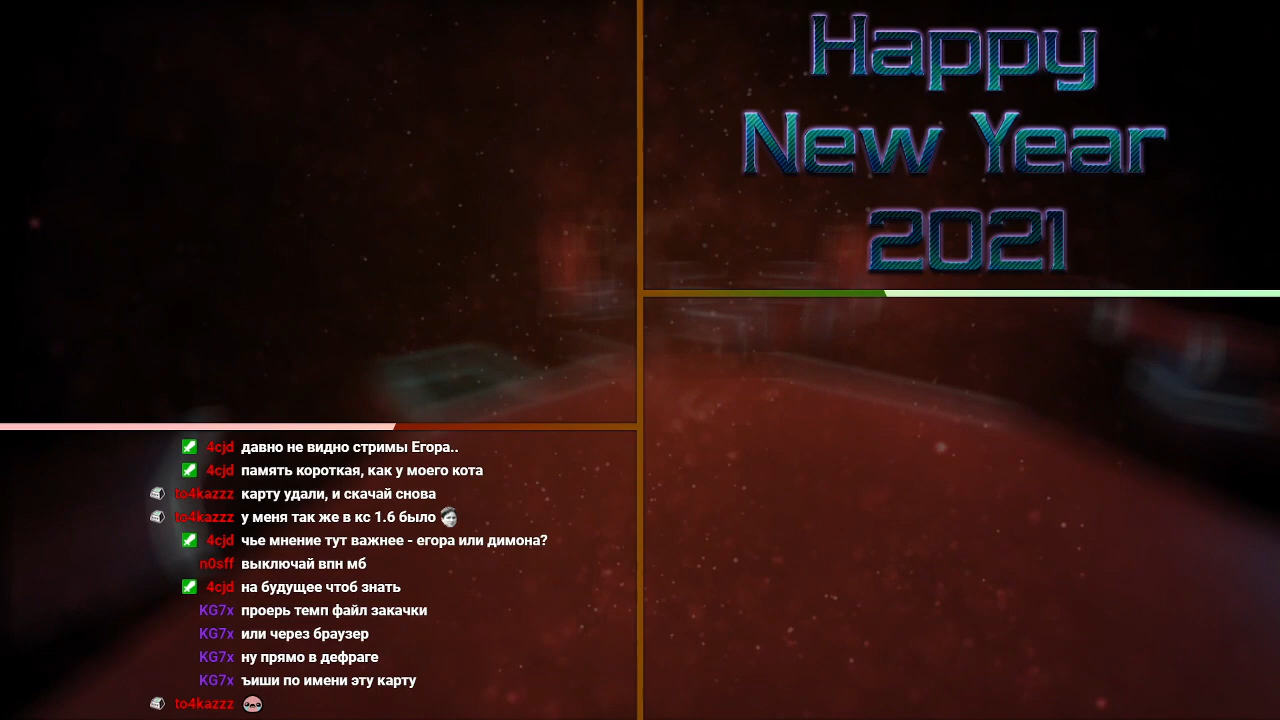 Happy
New Year
2021
4cjd давно не видно стримы Егора..
4cjd память короткая, как у моего кота
to4kazzz карту удали, и скачай снова
to4kazzz у меня так же в кс 1.6 было
4cjd чье мнение тут важнее - егора или димона?
n0sff выключай впн мб
4cjd на будущее чтоб знать
KG7x проерь темп файл закачки
KG7x или через браузер
KG7x ну прямо в дефраге
KG7x ъиши по имени эту карту
to4kazzz